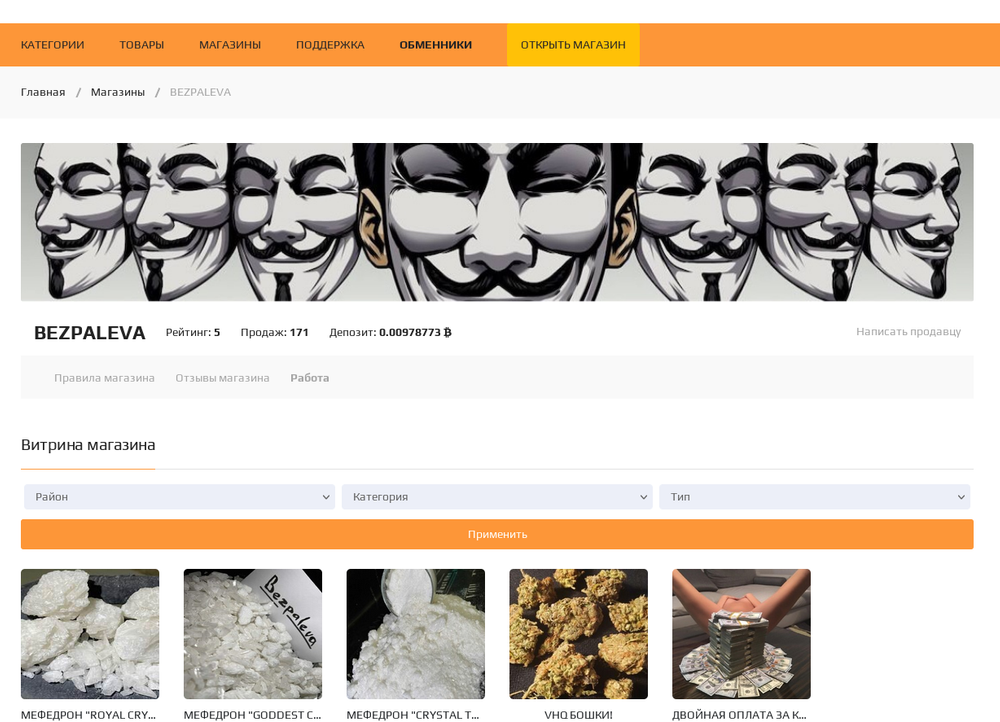 КАТЕГОРИИ ТОВАРЫ МАГАЗИНЫ ПОДДЕРЖКА ОБМЕННИКИ ОТКРЫТЬ МАГАЗИН
Главная / Магазины / BEZPALEVA
BEZPALEVA Рейтинг: 5 Продаж: 171 Депозит: 0.00978773 ₿ Написать продавцу
Правила магазина Отзывы магазина Работа
Витрина магазина
Район Категория Тип
Применить
Bezpaleva
МЕФЕДРОН "ROYAL CRY... МЕФЕДРОН "GODDEST C... МЕФЕДРОН "CRYSTAL T... VHQ БОШКИ! ДВОЙНАЯ ОПЛАТА ЗА К...